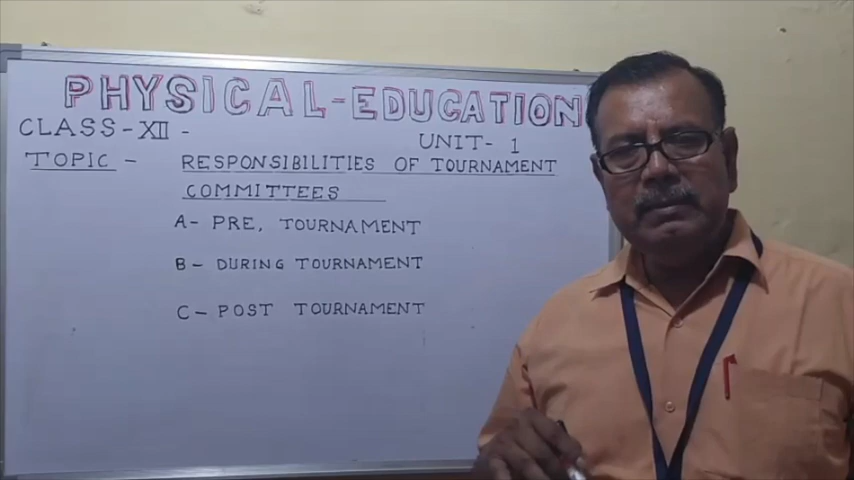 PHYSICAL-EDUCATION
CLASS-XII - UNIT-1
TOPIC - RESPONSIBILITIES OF TOURNAMENT
COMMITTEES
A- PRE, TOURNAMENT
B- DURING TOURNAMENT
C- POST TOURNAMENT